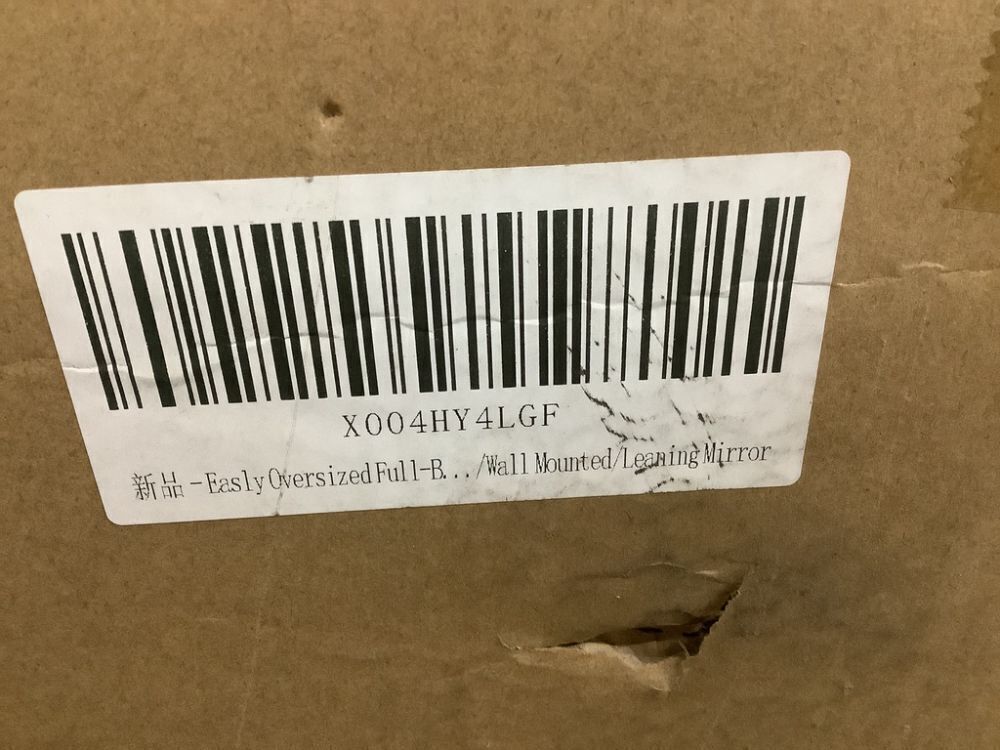 X004HY4LGF
新品 - Easly Oversized Full-B.../Wall Mounted/Leaning Mirror